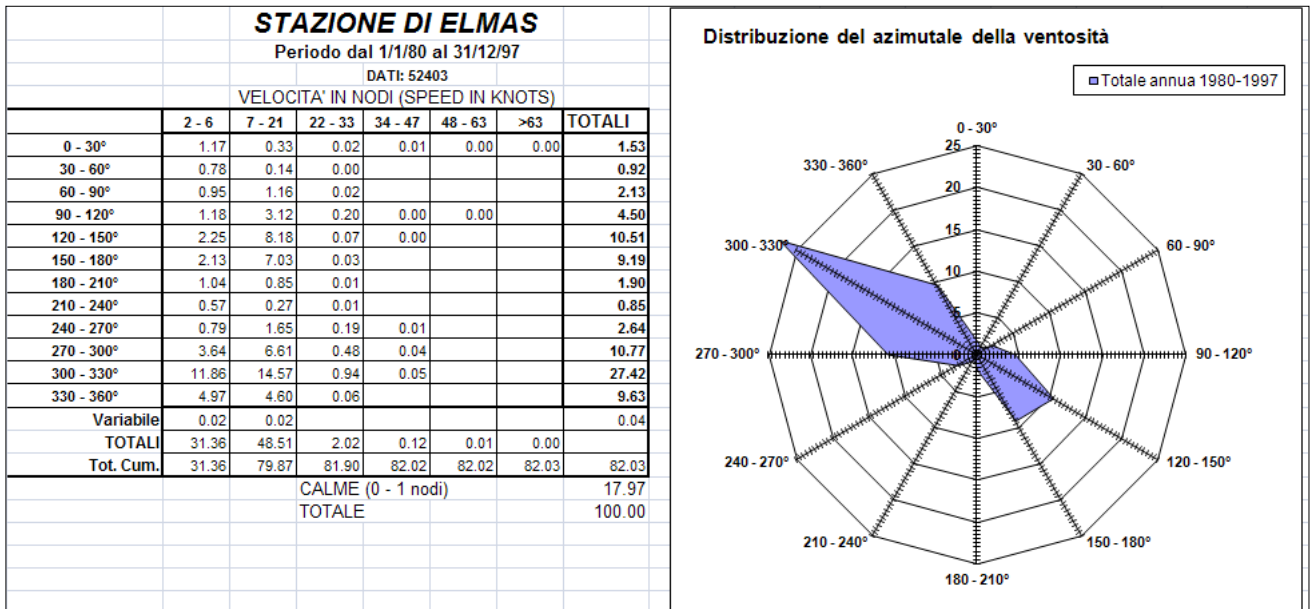 STAZIONE DI ELMAS
Periodo dal 1/1/80 al 31/12/97
DATI: 52403
VELOCITA' IN NODI (SPEED IN KNOTS)
2 - 6 7 - 21 22 - 33 34 - 47 48 - 63 >63 TOTALI
0 - 30° 1.17 0.33 0.02 0.01 0.00 0.00 1.53
30 - 60° 0.78 0.14 0.00 0.92
60 - 90° 0.95 1.16 0.02 2.13
90 - 120° 1.18 3.12 0.20 0.00 0.00 4.50
120 - 150° 2.25 8.18 0.07 0.00 10.51
150 - 180° 2.13 7.03 0.03 9.19
180 - 210° 1.04 0.85 0.01 1.90
210 - 240° 0.57 0.27 0.01 0.85
240 - 270° 0.79 1.65 0.19 0.01 2.64
270 - 300° 3.64 6.61 0.48 0.04 10.77
300 - 330° 11.86 14.57 0.94 0.05 27.42
330 - 360° 4.97 4.60 0.06 9.63
Variabile 0.02 0.02 0.04
TOTALI 31.36 48.51 2.02 0.12 0.01 0.00
Tot. Cum. 31.36 79.87 81.90 82.02 82.02 82.03 82.03
CALME (0 - 1 nodi) 17.97
TOTALE 100.00
Distribuzione del azimutale della ventosità
Totale annua 1980-1997
0 - 30°
25
330 - 360°
30 - 60°
20
15
300 - 330°
60 - 90°
10
5
270 - 300°
0
90 - 120°
240 - 270°
120 - 150°
210 - 240°
150 - 180°
180 - 210°